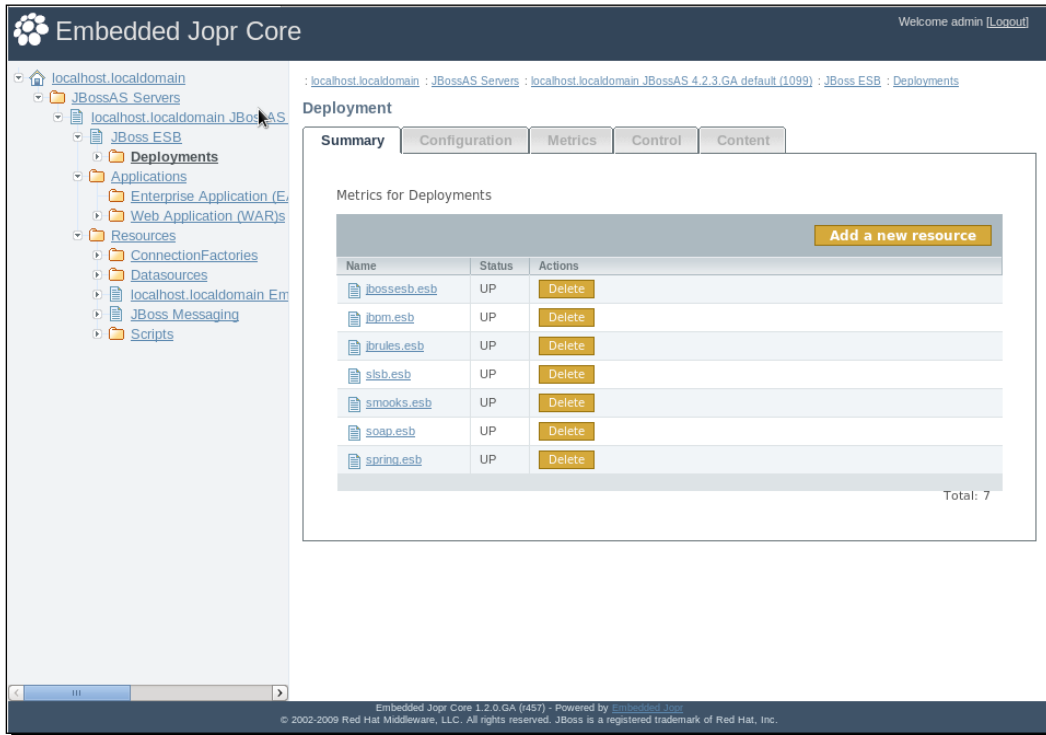 Embedded Jopr Core
Welcome admin [Logout]
localhost.localdomain
JBossAS Servers
localhost.localdomain JBossAS
JBoss ESB
Deployments
Applications
Enterprise Application (EA
Web Application (WAR)s
Resources
ConnectionFactories
Datasources
localhost.localdomain Em
JBoss Messaging
Scripts
: localhost.localdomain : JBossAS Servers : localhost.localdomain JBossAS 4.2.3.GA default (1099) : JBoss ESB : Deployments
Deployment
Summary Configuration Metrics Control Content
Metrics for Deployments
Add a new resource
Name Status Actions
jbossesb.esb UP Delete
jbpm.esb UP Delete
jbrules.esb UP Delete
slsb.esb UP Delete
smooks.esb UP Delete
soap.esb UP Delete
spring.esb UP Delete
Total: 7
Embedded Jopr Core 1.2.0.GA (r457) - Powered by Embedded Jopr
© 2002-2009 Red Hat Middleware, LLC. All rights reserved. JBoss is a registered trademark of Red Hat, Inc.